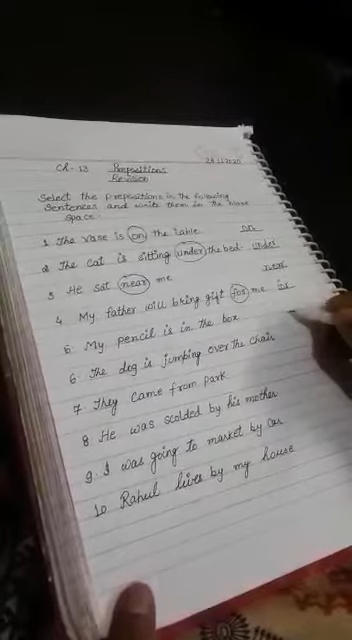 Ch - 13 Prepositions 24.11.2020
Revision
Select the prepositions in the following
sentences and write them in the blank
space.
1 The vase is on the table on
2 The cat is sitting under the bed. under
3 He sat near me near
4 My father will bring gift for me for
5. My pencil is in the box
6. The dog is jumping over the chair
7. They came from park
8 He was scolded by his mother
9. I was going to market by car
10 Rahul lives by my house